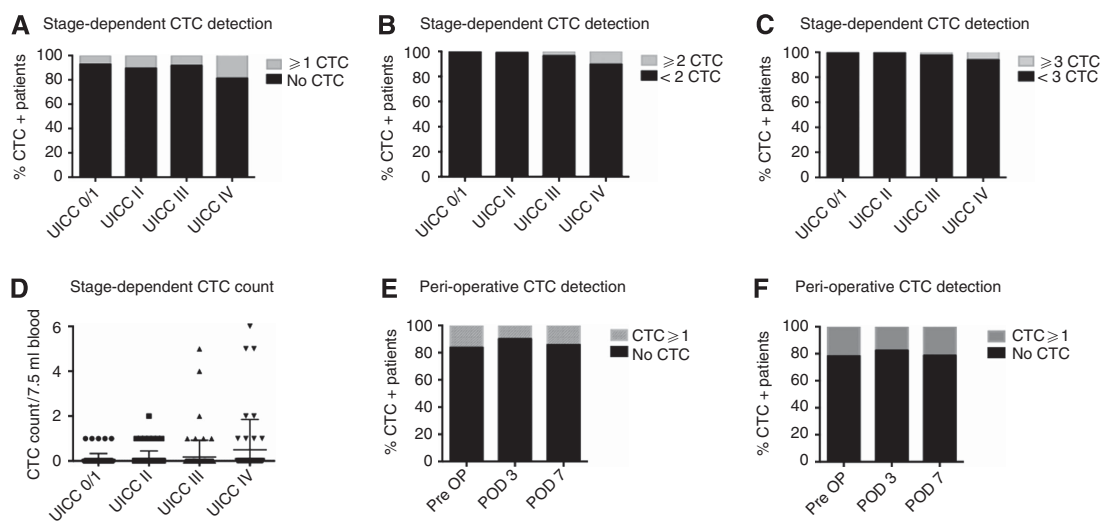 A Stage-dependent CTC detection
100
80
60
40
20
0
% CTC + patients
⩾1 CTC
No CTC
UICC 0/1
UICC II
UICC III
UICC IV
B Stage-dependent CTC detection
100
80
60
40
20
0
% CTC + patients
⩾2 CTC
< 2 CTC
UICC 0/1
UICC II
UICC III
UICC IV
C Stage-dependent CTC detection
100
80
60
40
20
0
% CTC + patients
⩾3 CTC
< 3 CTC
UICC 0/1
UICC II
UICC III
UICC IV
D Stage-dependent CTC count
6
4
2
0
CTC count/7.5 ml blood
UICC 0/1
UICC II
UICC III
UICC IV
E Peri-operative CTC detection
100
80
60
40
20
0
% CTC + patients
CTC⩾1
No CTC
Pre OP
POD 3
POD 7
F Peri-operative CTC detection
100
80
60
40
20
0
% CTC + patients
CTC⩾1
No CTC
Pre OP
POD 3
POD 7